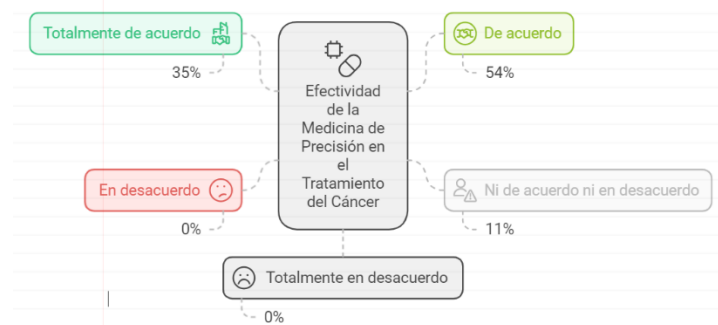 Totalmente de acuerdo
35%
De acuerdo
54%
Efectividad
de la
Medicina de
Precisión en
el
Tratamiento
del Cáncer
En desacuerdo
0%
Ni de acuerdo ni en desacuerdo
11%
Totalmente en desacuerdo
0%